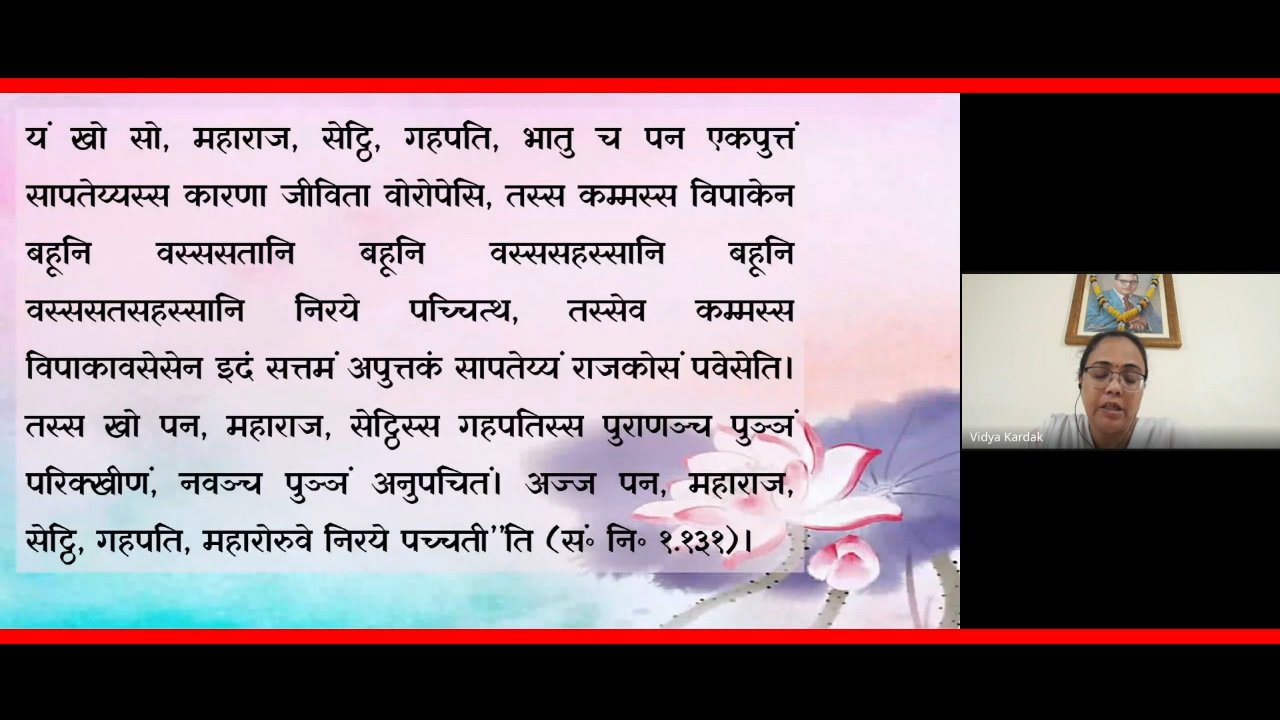 यं खो सो, महाराज, सेट्ठि, गहपति, भातु च पन एकपुत्तं
सापतेय्यस्स कारणा जीविता वोरोपेसि, तस्स कम्मस्स विपाकेन
बहूनि वस्ससतानि बहूनि वस्ससहस्सानि बहूनि
वस्ससतसहस्सानि निरये पच्चित्थ, तस्सेव कम्मस्स
विपाकावसेसेन इदं सत्तमं अपुत्तकं सापतेय्यं राजकोसं पवेसेति।
तस्स खो पन, महाराज, सेट्ठिस्स गहपतिस्स पुराणञ्च पुञ्ञं
परिक्खीणं, नवञ्च पुञ्ञं अनुपचितं। अज्ज पन, महाराज,
सेट्ठि, गहपति, महारोरुवे निरये पच्चती’’ति (सं॰ नि॰ १.१३१)।
Vidya Kardak